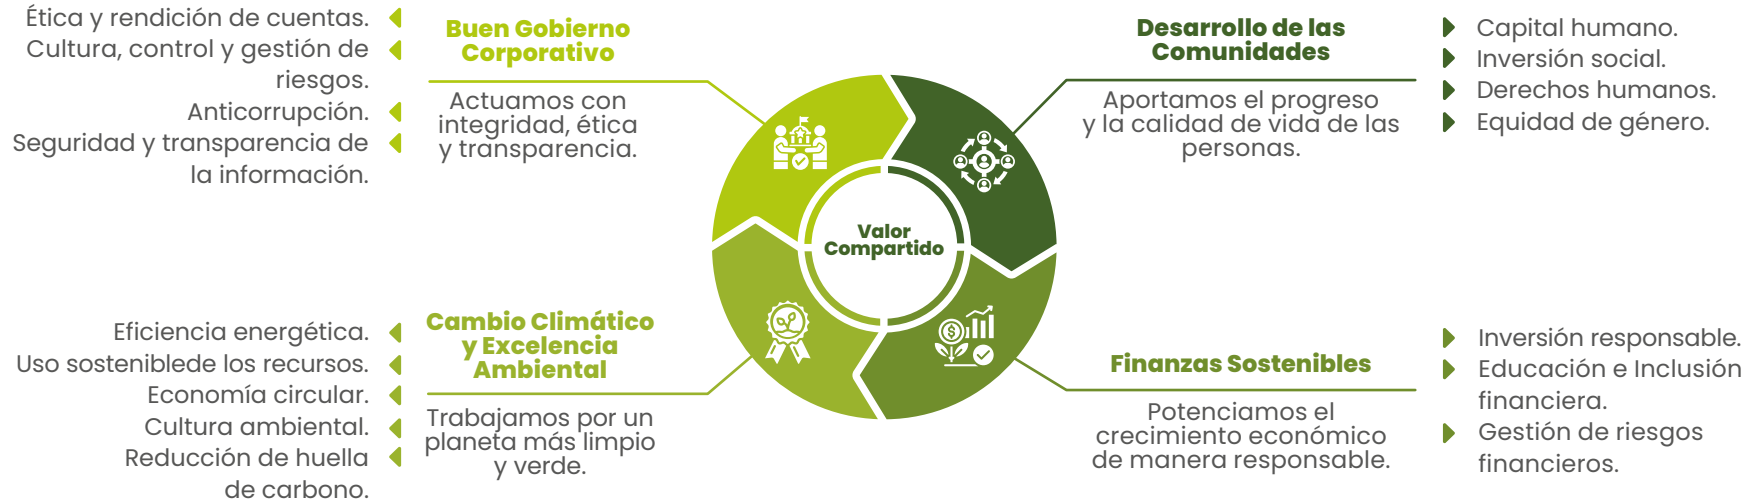 Ética y rendición de cuentas.
Cultura, control y gestión de
riesgos.
Anticorrupción.
Seguridad y transparencia de
la información.
Buen Gobierno
Corporativo
Actuamos con
integridad, ética
y transparencia.
Desarrollo de las
Comunidades
Aportamos el progreso
y la calidad de vida de las
personas.
Capital humano.
Inversión social.
Derechos humanos.
Equidad de género.
Valor
Compartido
Eficiencia energética.
Uso sosteniblede los recursos.
Economía circular.
Cultura ambiental.
Reducción de huella
de carbono.
Cambio Climático
y Excelencia
Ambiental
Trabajamos por un
planeta más limpio
y verde.
Finanzas Sostenibles
Potenciamos el
crecimiento económico
de manera responsable.
Inversión responsable.
Educación e Inclusión
financiera.
Gestión de riesgos
financieros.